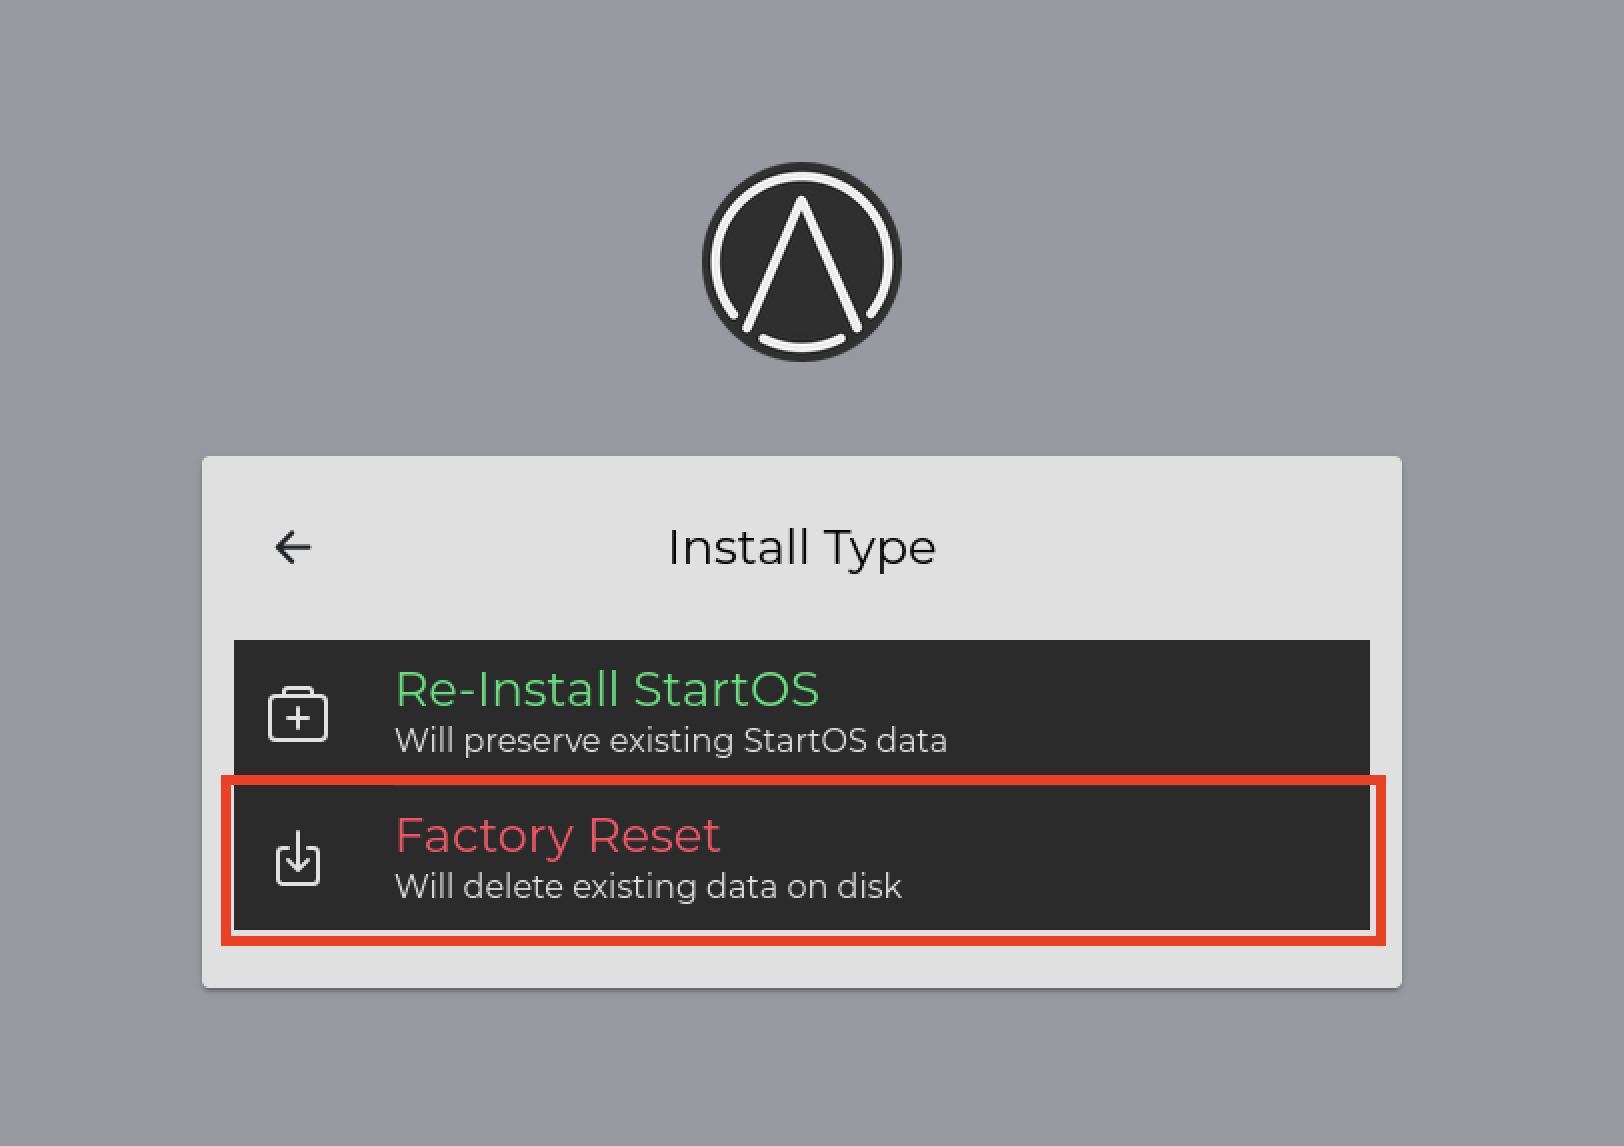 Install Type
Re-Install StartOS
Will preserve existing StartOS data
Factory Reset
Will delete existing data on disk